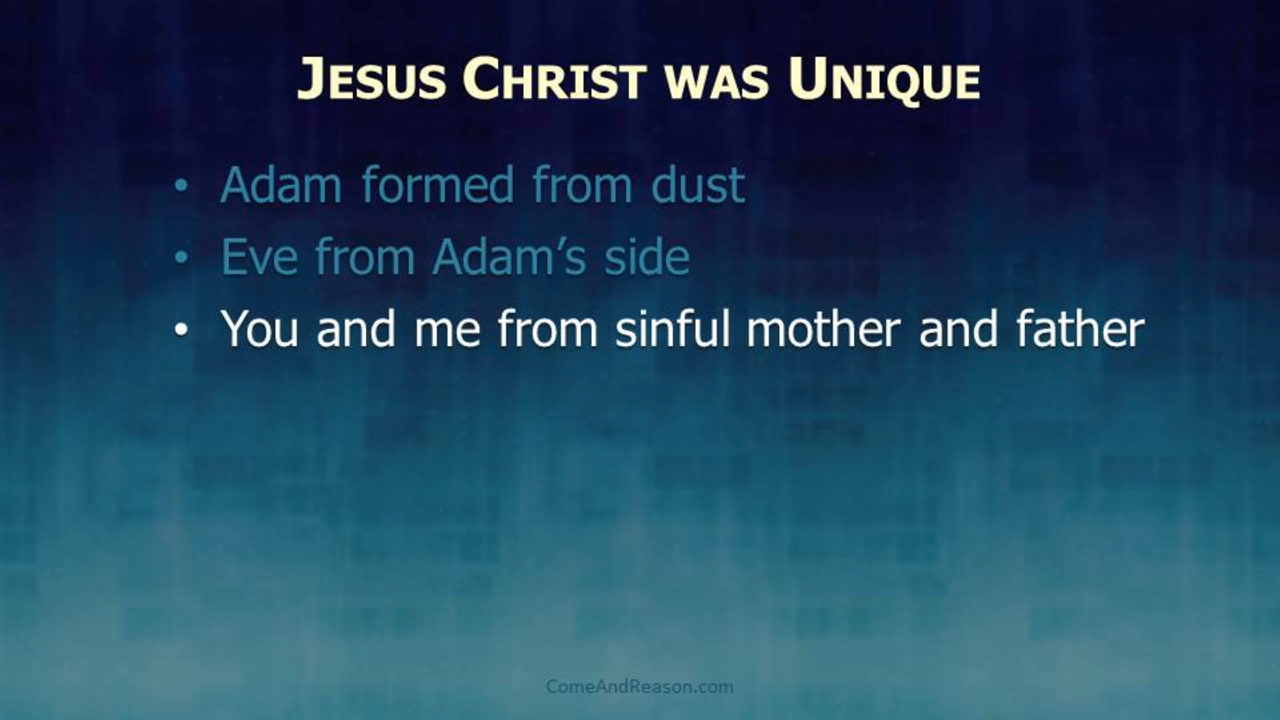 JESUS CHRIST WAS UNIQUE
• Adam formed from dust
• Eve from Adam's side
• You and me from sinful mother and father
ComeAndReason.com